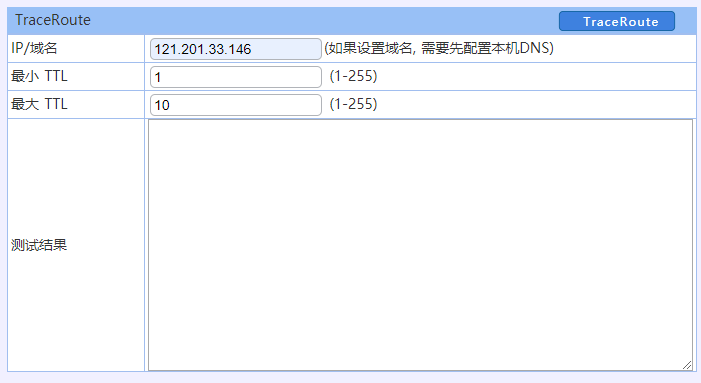 TraceRoute TraceRoute
IP/域名 121.201.33.146 (如果设置域名, 需要先配置本机DNS)
最小 TTL 1 (1-255)
最大 TTL 10 (1-255)
测试结果